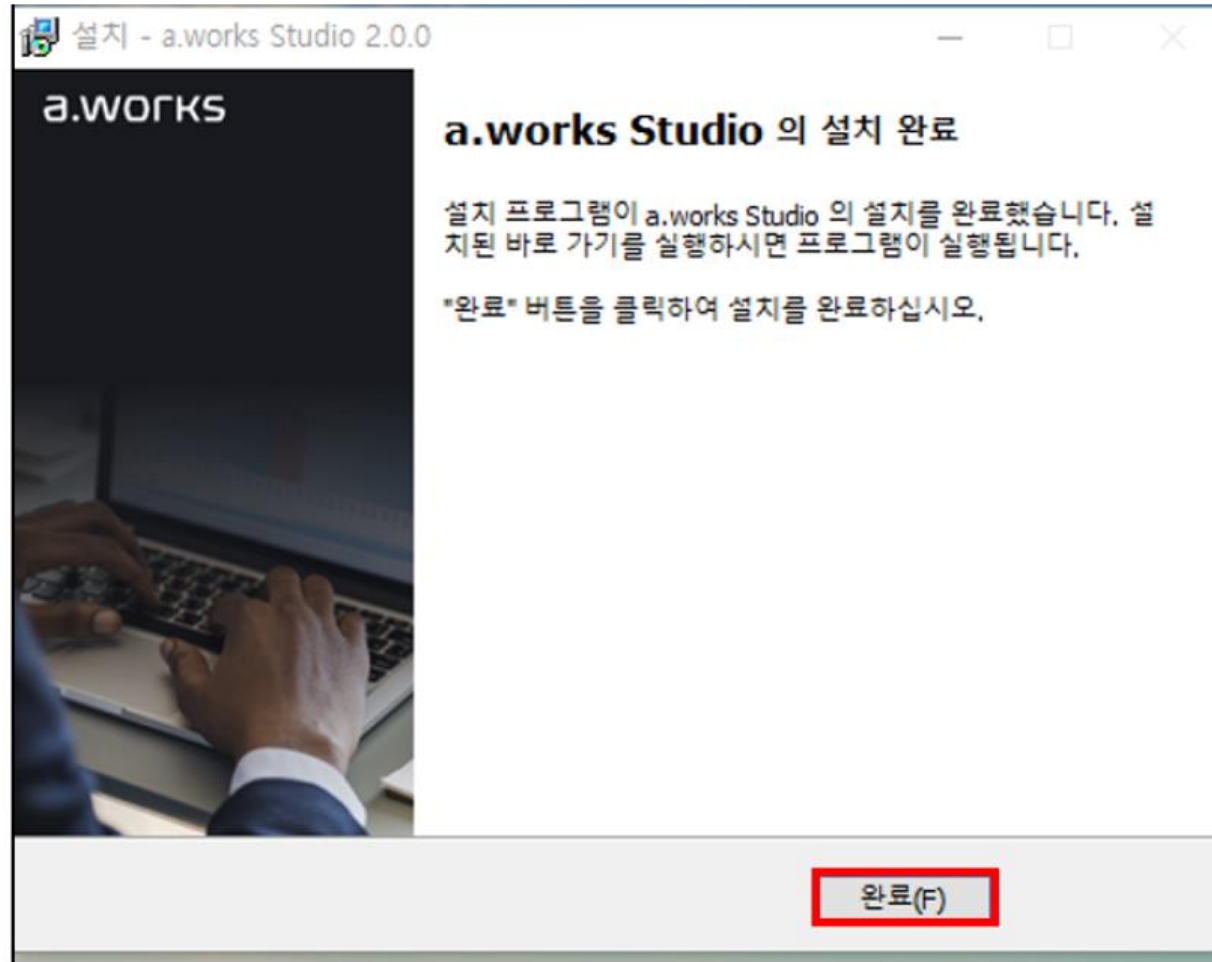 설치 - a.works Studio 2.0.0
a.works
a.works Studio 의 설치 완료
설치 프로그램이 a.works Studio 의 설치를 완료했습니다. 설
치된 바로 가기를 실행하시면 프로그램이 실행됩니다.
"완료" 버튼을 클릭하여 설치를 완료하십시오.
완료(F)